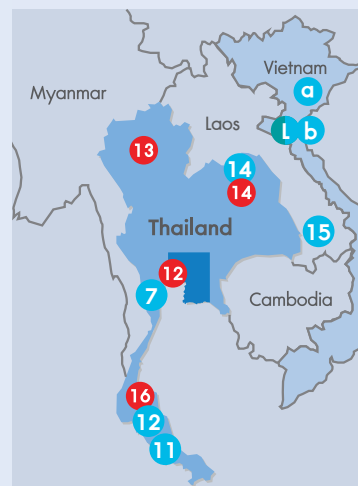 Vietnam
a
Myanmar
Laos
L
b
13
14
14
Thailand
15
12
7
Cambodia
16
12
11